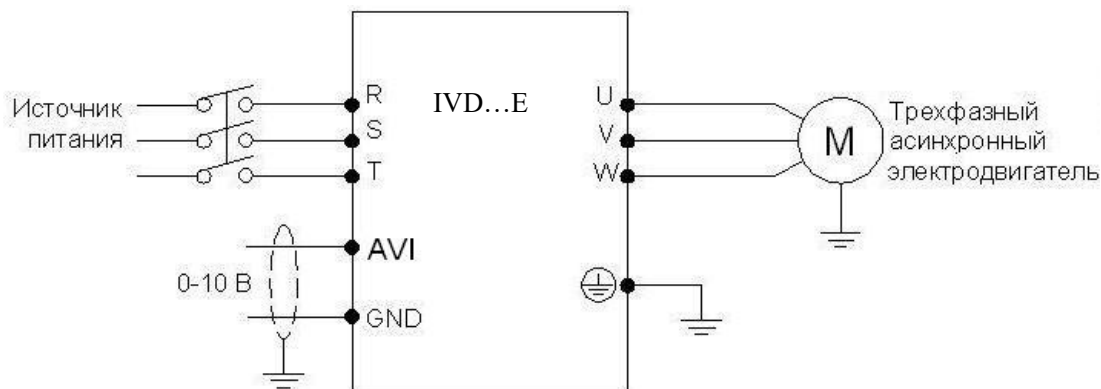 R
IVD...E
U
Источник
питания
S
V
M
Трехфазный
асинхронный
электродвигатель
T
W
AVI
0-10 В
GND